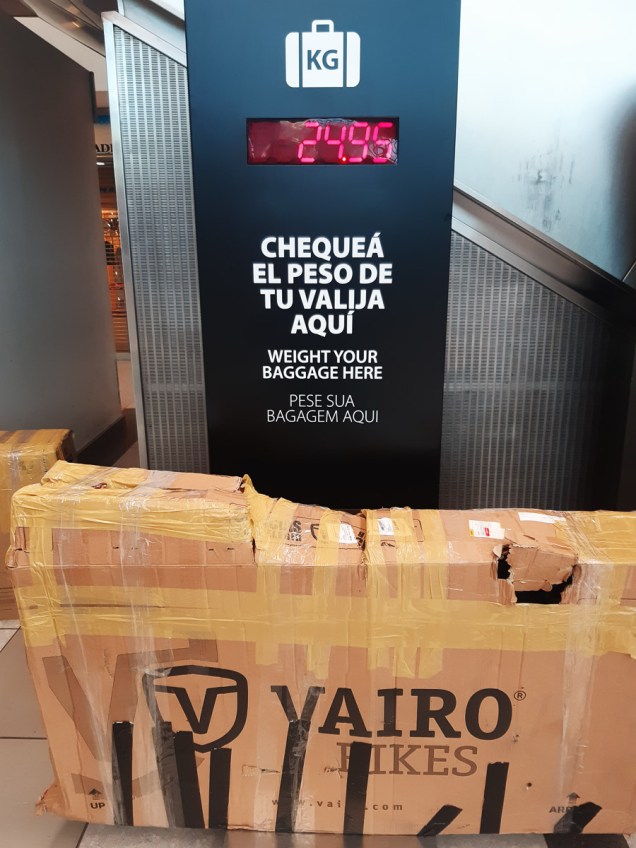 KG
24.95
CHEQUEÁ
EL PESO DE
TU VALIJA
AQUÍ
WEIGHT YOUR
BAGGAGE HERE
PESE SUA
BAGAGEM AQUI
VAIRO®
BIKES
UP